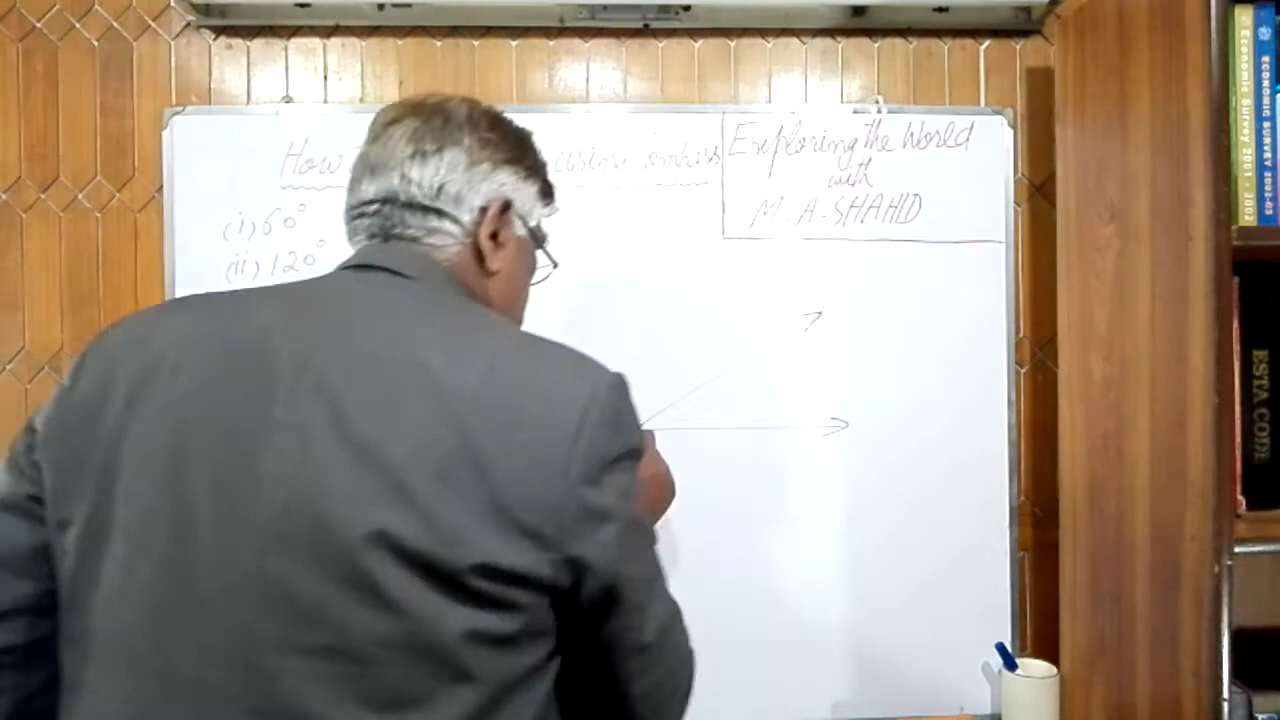 How
Exploring the World
with
M. A. SHAHID
(i) 60°
(ii) 120°
Economic Survey 2001 - 2002
ECONOMIC SURVEY 2002-03
ESTA CODE